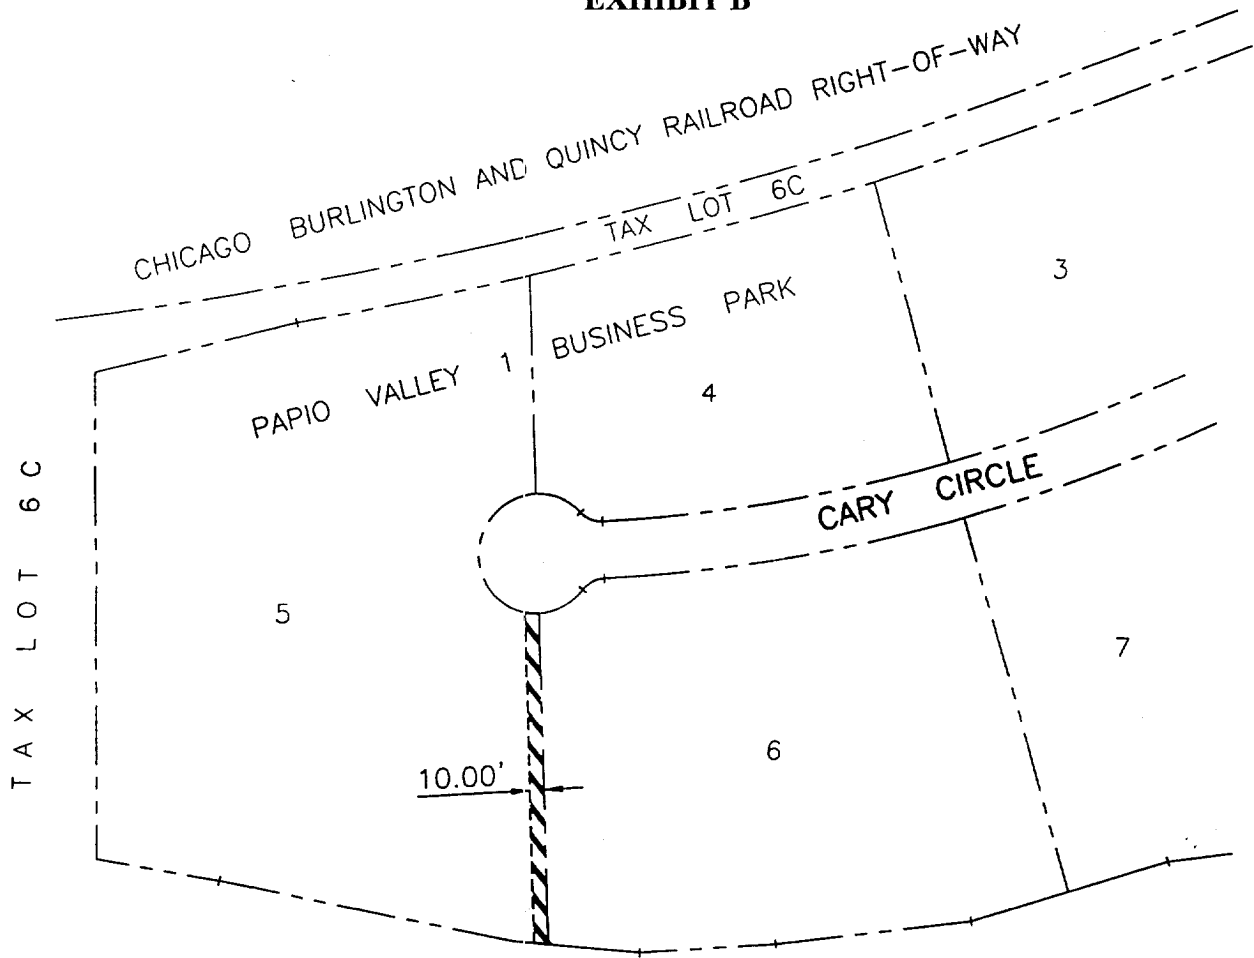 EXHIBIT B
CHICAGO BURLINGTON AND QUINCY RAILROAD RIGHT-OF-WAY
TAX LOT 6C
3
PAPIO VALLEY 1 BUSINESS PARK
4
CARY CIRCLE
TAX LOT 6C
5
7
6
10.00'